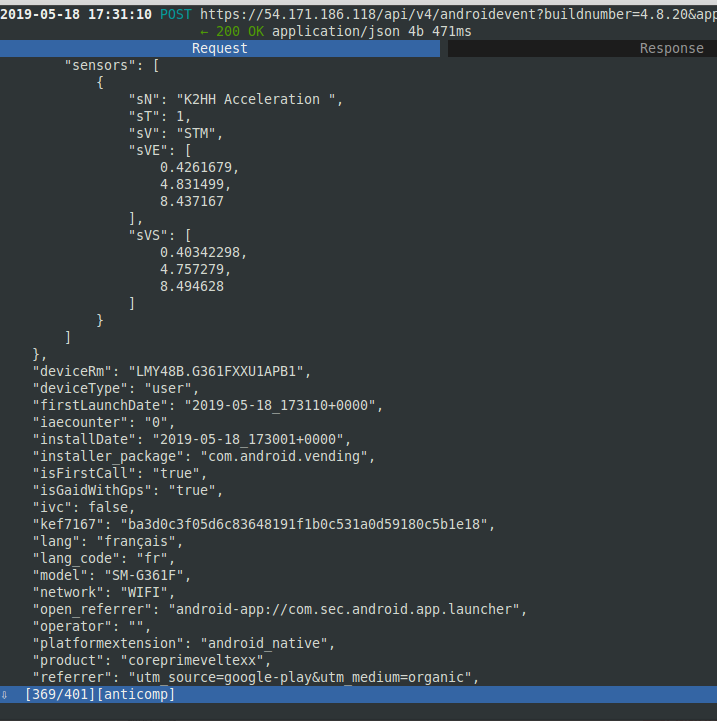 2019-05-18 17:31:10 POST https://54.171.186.118/api/v4/androidevent?buildnumber=4.8.20&app
← 200 OK application/json 4b 471ms
Request Response
"sensors": [
{
"sN": "K2HH Acceleration ",
"sT": 1,
"sV": "STM",
"sVE": [
0.4261679,
4.831499,
8.437167
],
"sVS": [
0.40342298,
4.757279,
8.494628
]
}
]
},
"deviceRm": "LMY48B.G361FXXU1APB1",
"deviceType": "user",
"firstLaunchDate": "2019-05-18_173110+0000",
"iaecounter": "0",
"installDate": "2019-05-18_173001+0000",
"installer_package": "com.android.vending",
"isFirstCall": "true",
"isGaidWithGps": "true",
"ivc": false,
"kef7167": "ba3d0c3f05d6c83648191f1b0c531a0d59180c5b1e18",
"lang": "français",
"lang_code": "fr",
"model": "SM-G361F",
"network": "WIFI",
"open_referrer": "android-app://com.sec.android.app.launcher",
"operator": "",
"platformextension": "android_native",
"product": "coreprimeveltexx",
"referrer": "utm_source=google-play&utm_medium=organic",
⇩ [369/401][anticomp]